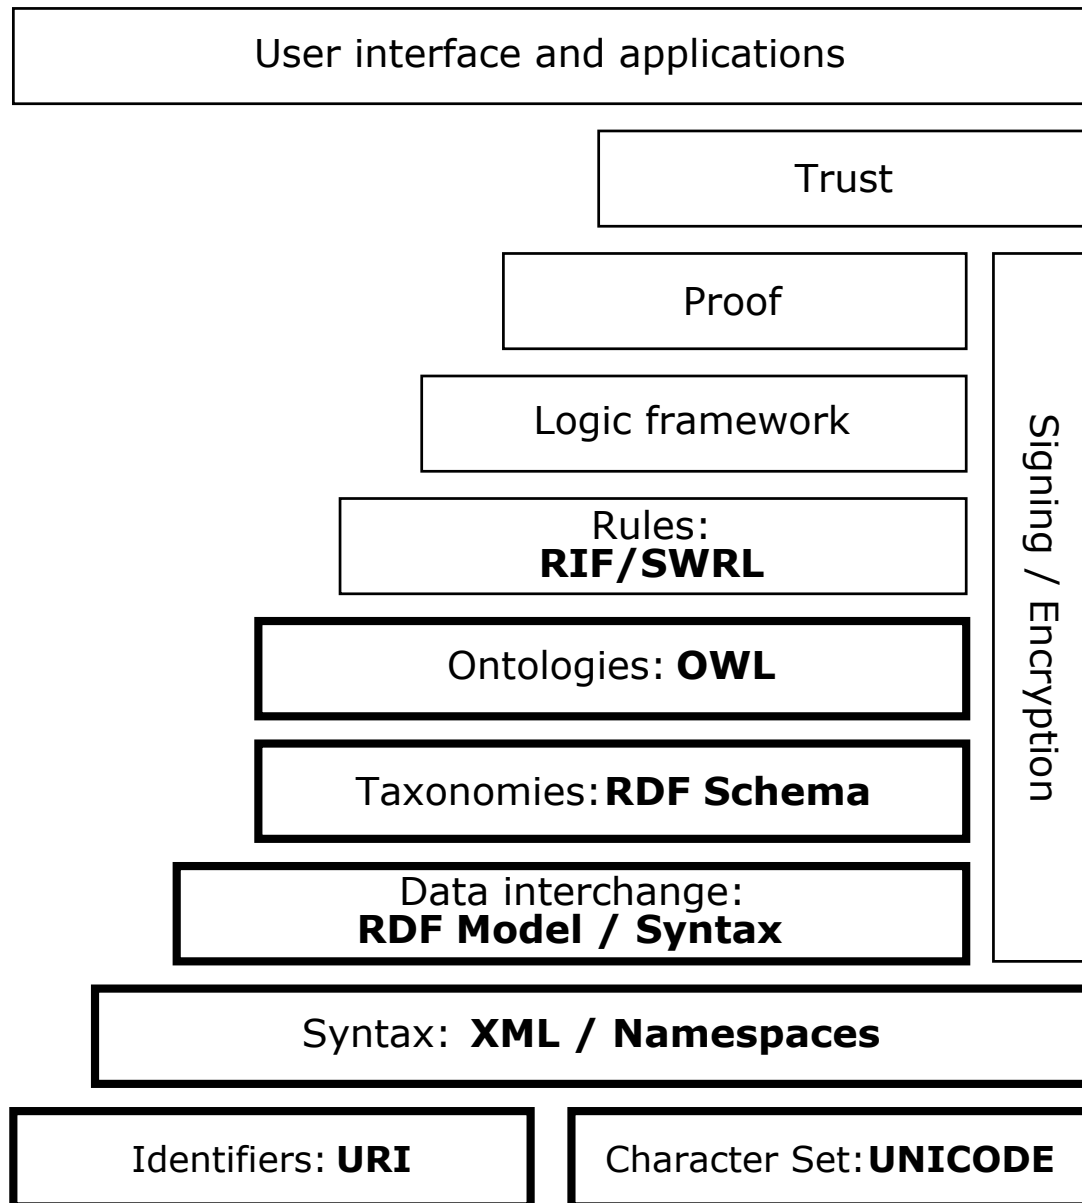 User interface and applications
Trust
Proof
Logic framework
Rules:
RIF/SWRL
Signing / Encryption
Ontologies: OWL
Taxonomies: RDF Schema
Data interchange:
RDF Model / Syntax
Syntax: XML / Namespaces
Identifiers: URI
Character Set: UNICODE